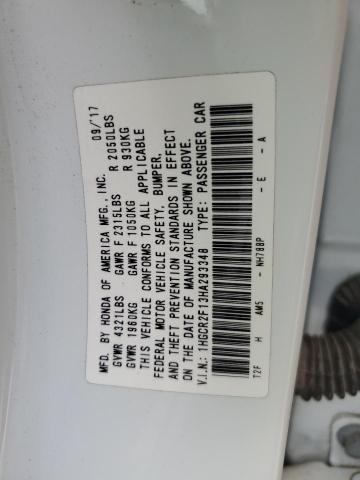 MFD. BY HONDA OF AMERICA MFG., INC. 09/'17
GVWR 4321LBS GAWR F 2315LBS R 2050LBS
GVWR 1960KG GAWR F 1050KG R 930KG
THIS VEHICLE CONFORMS TO ALL APPLICABLE
FEDERAL MOTOR VEHICLE SAFETY, BUMPER,
AND THEFT PREVENTION STANDARDS IN EFFECT
ON THE DATE OF MANUFACTURE SHOWN ABOVE.
V.I.N.: 1HGCR2F13HA293348 TYPE: PASSENGER CAR
T2F H AM5 - NH788P - E - A